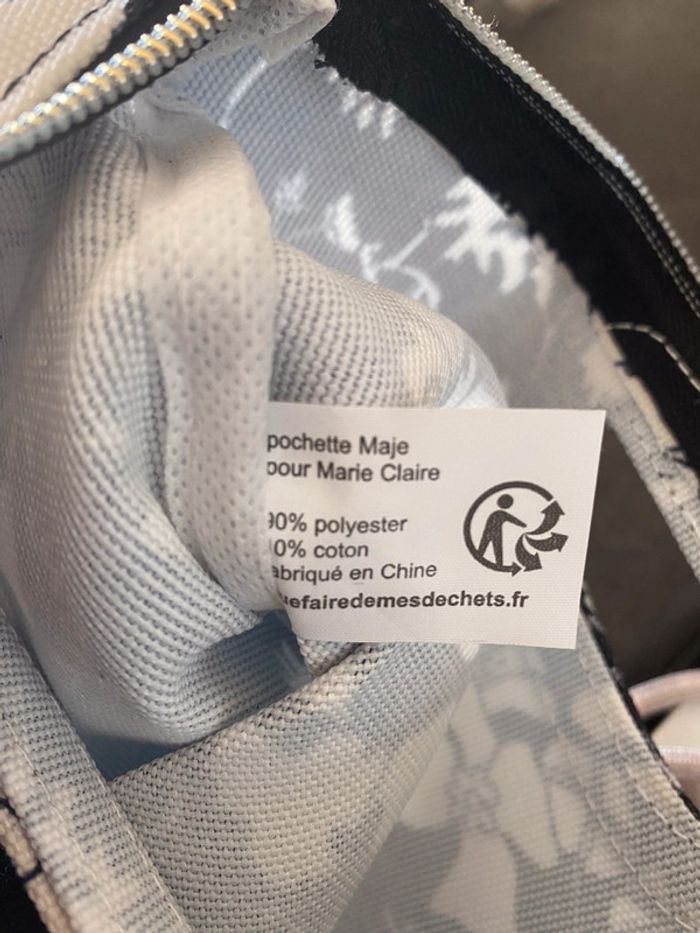 pochette Maje
pour Marie Claire
90% polyester
10% coton
abriqué en Chine
uefairedemesdechets.fr